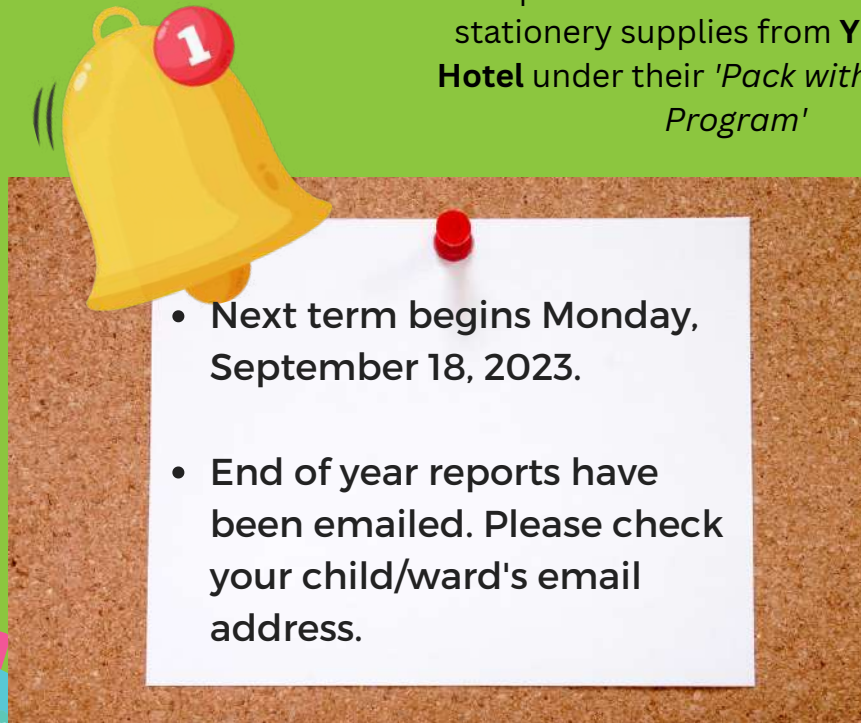 stationery supplies from Y
Hotel under their 'Pack with
Program'
1
• Next term begins Monday,
September 18, 2023.
• End of year reports have
been emailed. Please check
your child/ward's email
address.